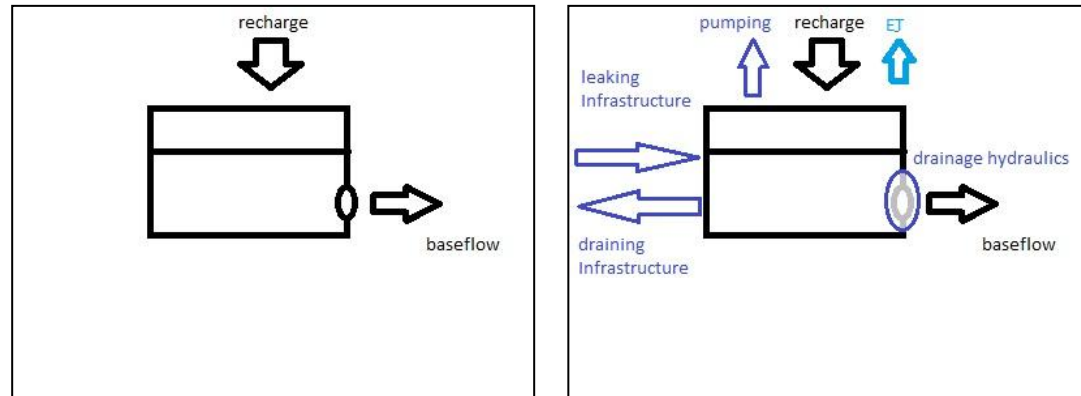 recharge
baseflow
pumping
recharge
ET
leaking
Infrastructure
drainage hydraulics
draining
Infrastructure
baseflow